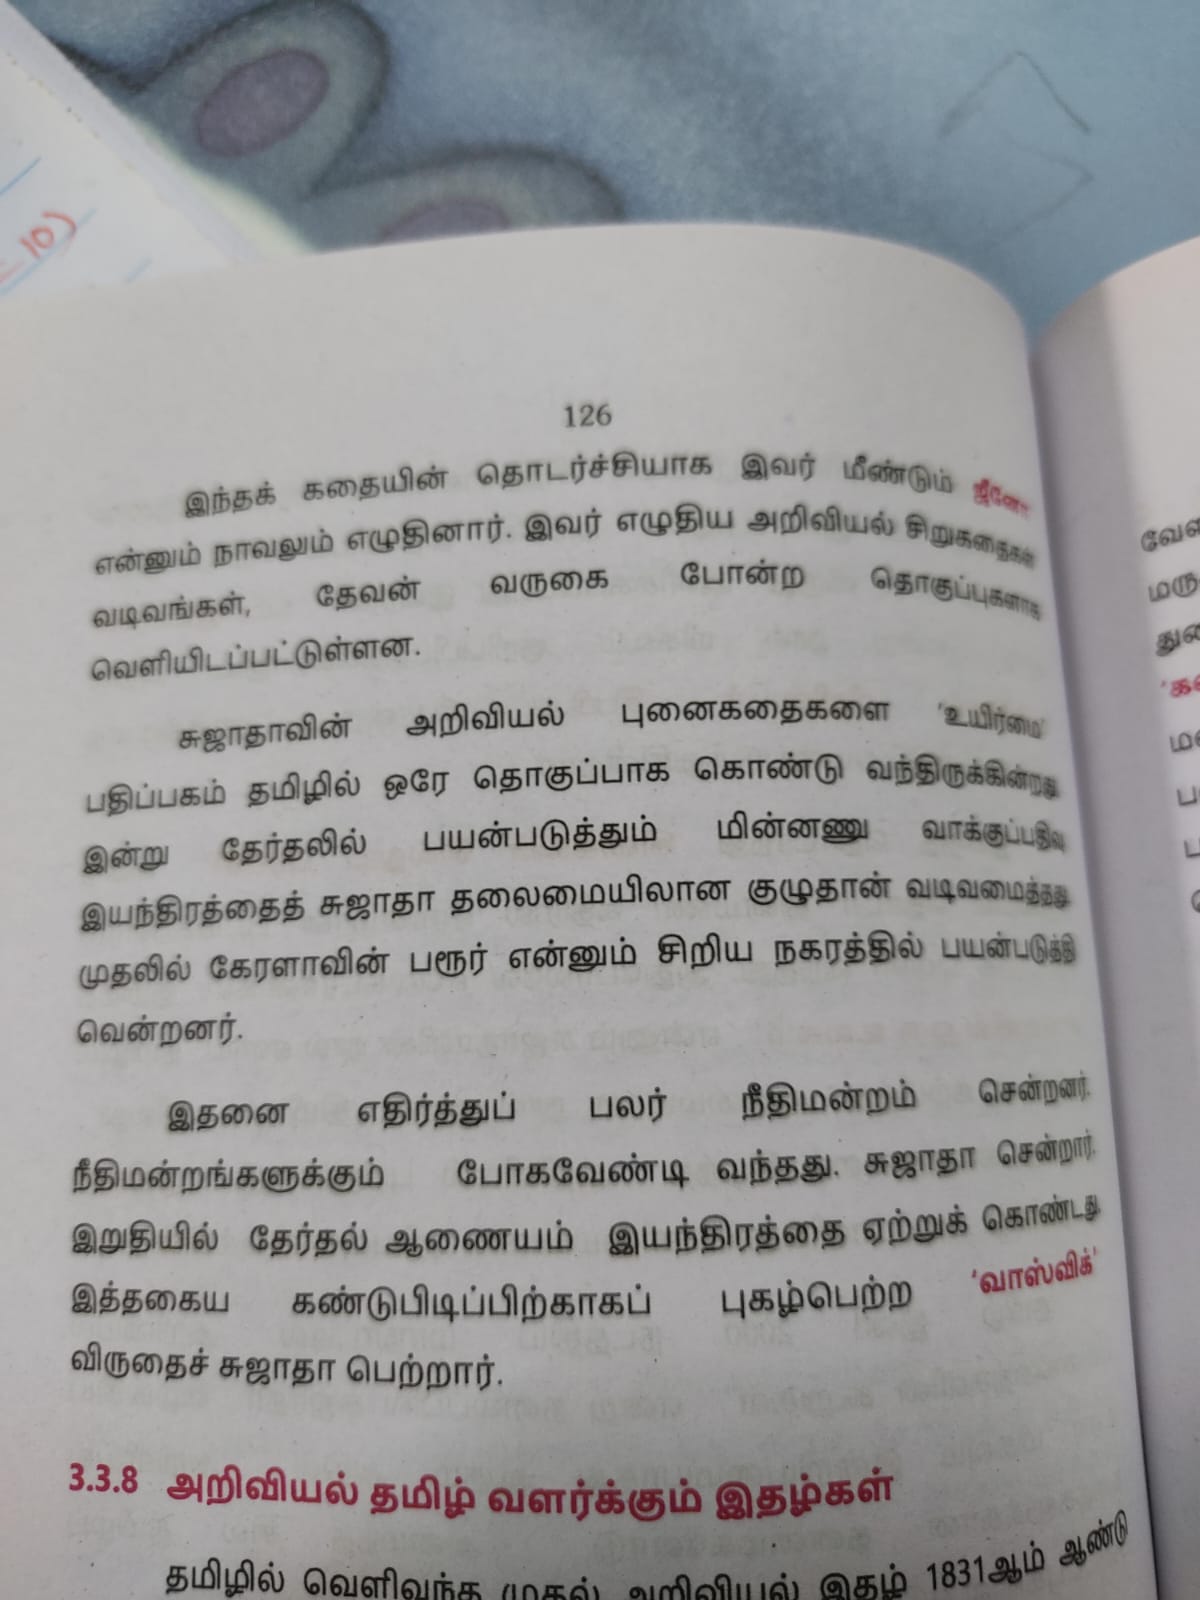 10)
126
இந்தக் கதையின் தொடர்ச்சியாக இவர் மீண்டும் ஜீனோ
என்னும் நாவலும் எழுதினார். இவர் எழுதிய அறிவியல் சிறுகதைகள்
வடிவங்கள், தேவன் வருகை போன்ற தொகுப்புகளாக
வெளியிடப்பட்டுள்ளன.
சுஜாதாவின் அறிவியல் புனைகதைகளை 'உயிர்மை'
பதிப்பகம் தமிழில் ஒரே தொகுப்பாக கொண்டு வந்திருக்கின்றது.
இன்று தேர்தலில் பயன்படுத்தும் மின்னணு வாக்குப்பதிவு
இயந்திரத்தைத் சுஜாதா தலைமையிலான குழுதான் வடிவமைத்தது.
முதலில் கேரளாவின் பரூர் என்னும் சிறிய நகரத்தில் பயன்படுத்தி
வென்றனர்.
இதனை எதிர்த்துப் பலர் நீதிமன்றம் சென்றனர்.
நீதிமன்றங்களுக்கும் போகவேண்டி வந்தது. சுஜாதா சென்றார்.
இறுதியில் தேர்தல் ஆணையம் இயந்திரத்தை ஏற்றுக் கொண்டது.
இத்தகைய கண்டுபிடிப்பிற்காகப் புகழ்பெற்ற 'வாஸ்விக்'
விருதைச் சுஜாதா பெற்றார்.
3.3.8 அறிவியல் தமிழ் வளர்க்கும் இதழ்கள்
தமிழில் வெளிவந்த முதல் அறிவியல் இதழ் 1831ஆம் ஆண்டு